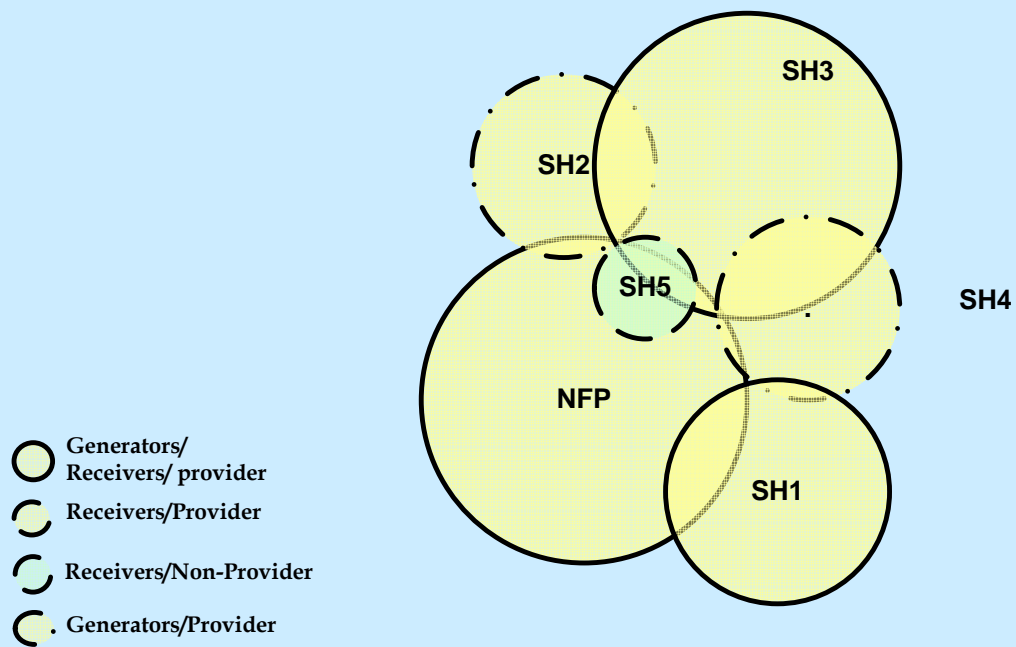 SH3
SH2
SH5
SH4
NFP
SH1
Generators/
Receivers/ provider
Receivers/Provider
Receivers/Non-Provider
Generators/Provider